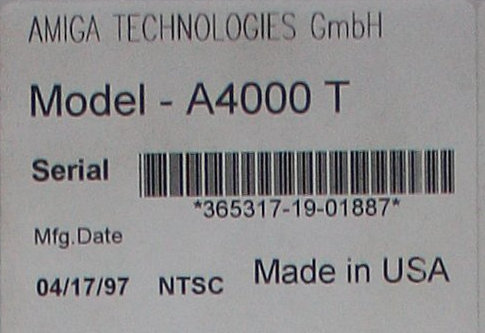 AMIGA TECHNOLOGIES GmbH
Model - A4000 T
Serial
*365317-19-01887*
Mfg.Date
04/17/97 NTSC Made in USA